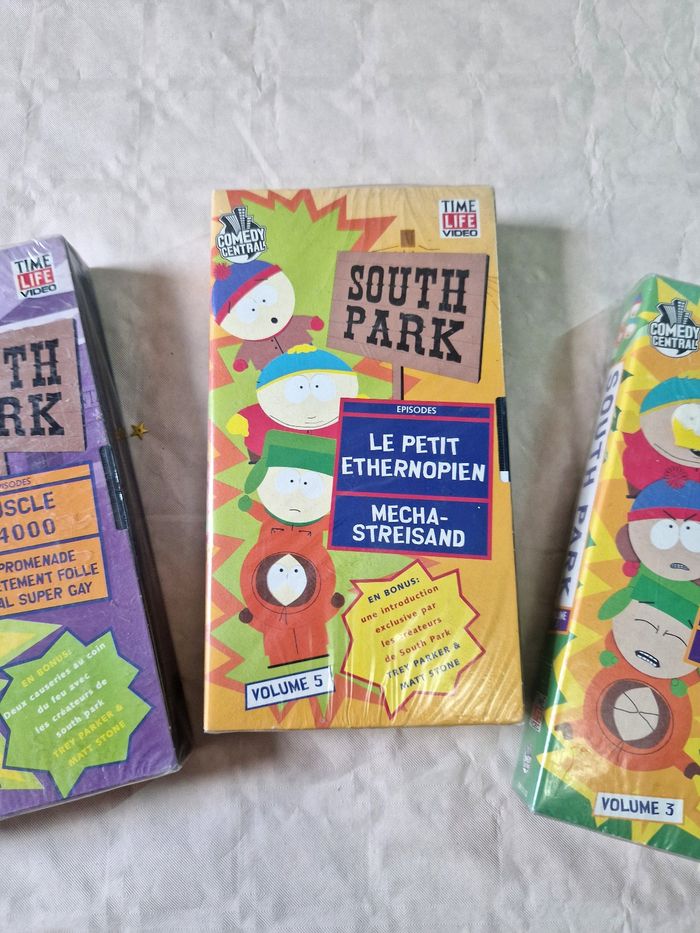 TIME
LIFE
VIDEO
TH
RK
ISODES
USCLE
4000
PROMENADE
TEMENT FOLLE
AL SUPER GAY
EN BONUS:
Deux causeries au coin
du feu avec
les créateurs de
south park
TREY PARKER &
MATT STONE
COMEDY
CENTRAL
TIME
LIFE
VIDEO
SOUTH
PARK
EPISODES
LE PETIT
ETHERNOPIEN
MECHA-
STREISAND
EN BONUS:
une introduction
exclusive par
les créateurs
de South Park
TREY PARKER &
MATT STONE
VOLUME 5
COMEDY
CENTRAL
SOUTH PARK
VOLUME 3